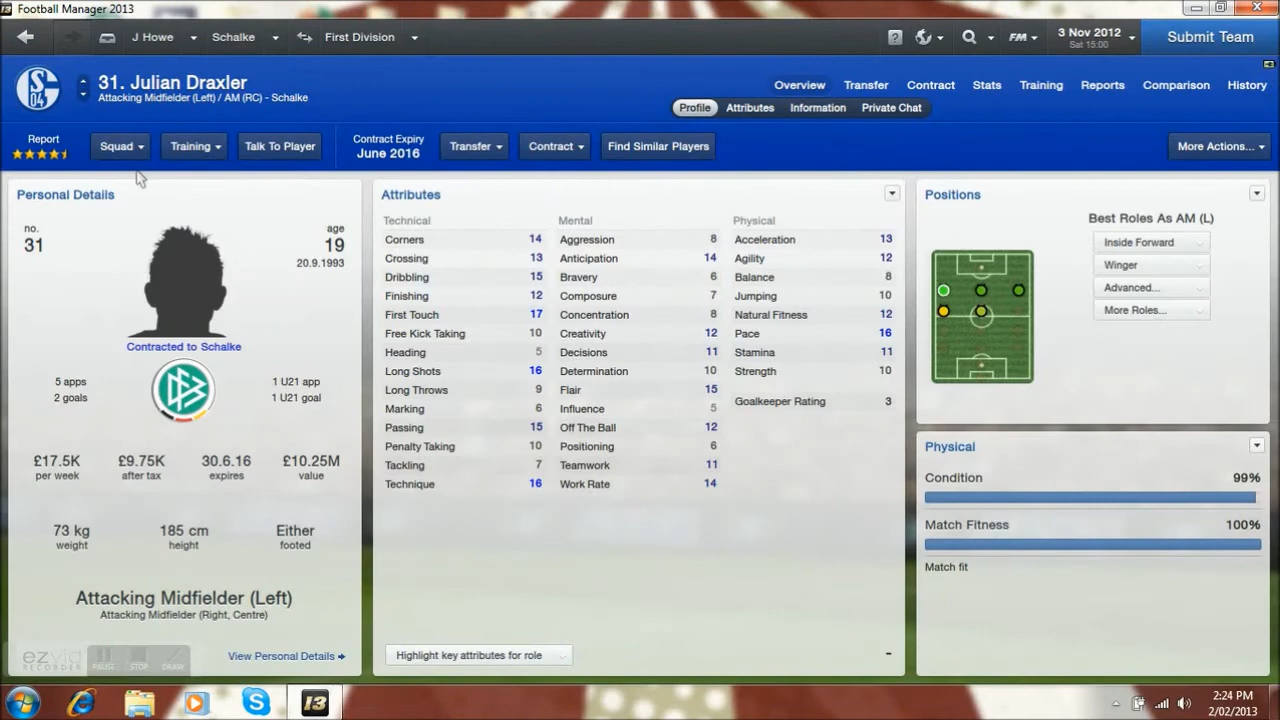 Football Manager 2013
J Howe
Schalke
First Division
?
FM
3 Nov 2012
Sat 15:00
Submit Team
31. Julian Draxler
Attacking Midfielder (Left) / AM (RC) - Schalke
Overview Transfer Contract Stats Training Reports Comparison History
Profile Attributes Information Private Chat
Report
Squad Training Talk To Player
Contract Expiry
June 2016
Transfer Contract Find Similar Players More Actions...
Personal Details
no.
31
age
19
20.9.1993
Contracted to Schalke
5 apps
2 goals
1 U21 app
1 U21 goal
£17.5K
per week
£9.75K
after tax
30.6.16
expires
£10.25M
value
73 kg
weight
185 cm
height
Either
footed
Attacking Midfielder (Left)
Attacking Midfielder (Right, Centre)
ezvid
RECORDER
PAUSE STOP DRAW
View Personal Details
Attributes
Technical
Corners 14
Crossing 13
Dribbling 15
Finishing 12
First Touch 17
Free Kick Taking 10
Heading 5
Long Shots 16
Long Throws 9
Marking 6
Passing 15
Penalty Taking 10
Tackling 7
Technique 16
Mental
Aggression 8
Anticipation 14
Bravery 6
Composure 7
Concentration 8
Creativity 12
Decisions 11
Determination 10
Flair 15
Influence 5
Off The Ball 12
Positioning 6
Teamwork 11
Work Rate 14
Physical
Acceleration 13
Agility 12
Balance 8
Jumping 10
Natural Fitness 12
Pace 16
Stamina 11
Strength 10
Goalkeeper Rating 3
Highlight key attributes for role
-
Positions
Best Roles As AM (L)
Inside Forward
Winger
Advanced...
More Roles...
Physical
Condition 99%
Match Fitness 100%
Match fit
13
2:24 PM
2/02/2013